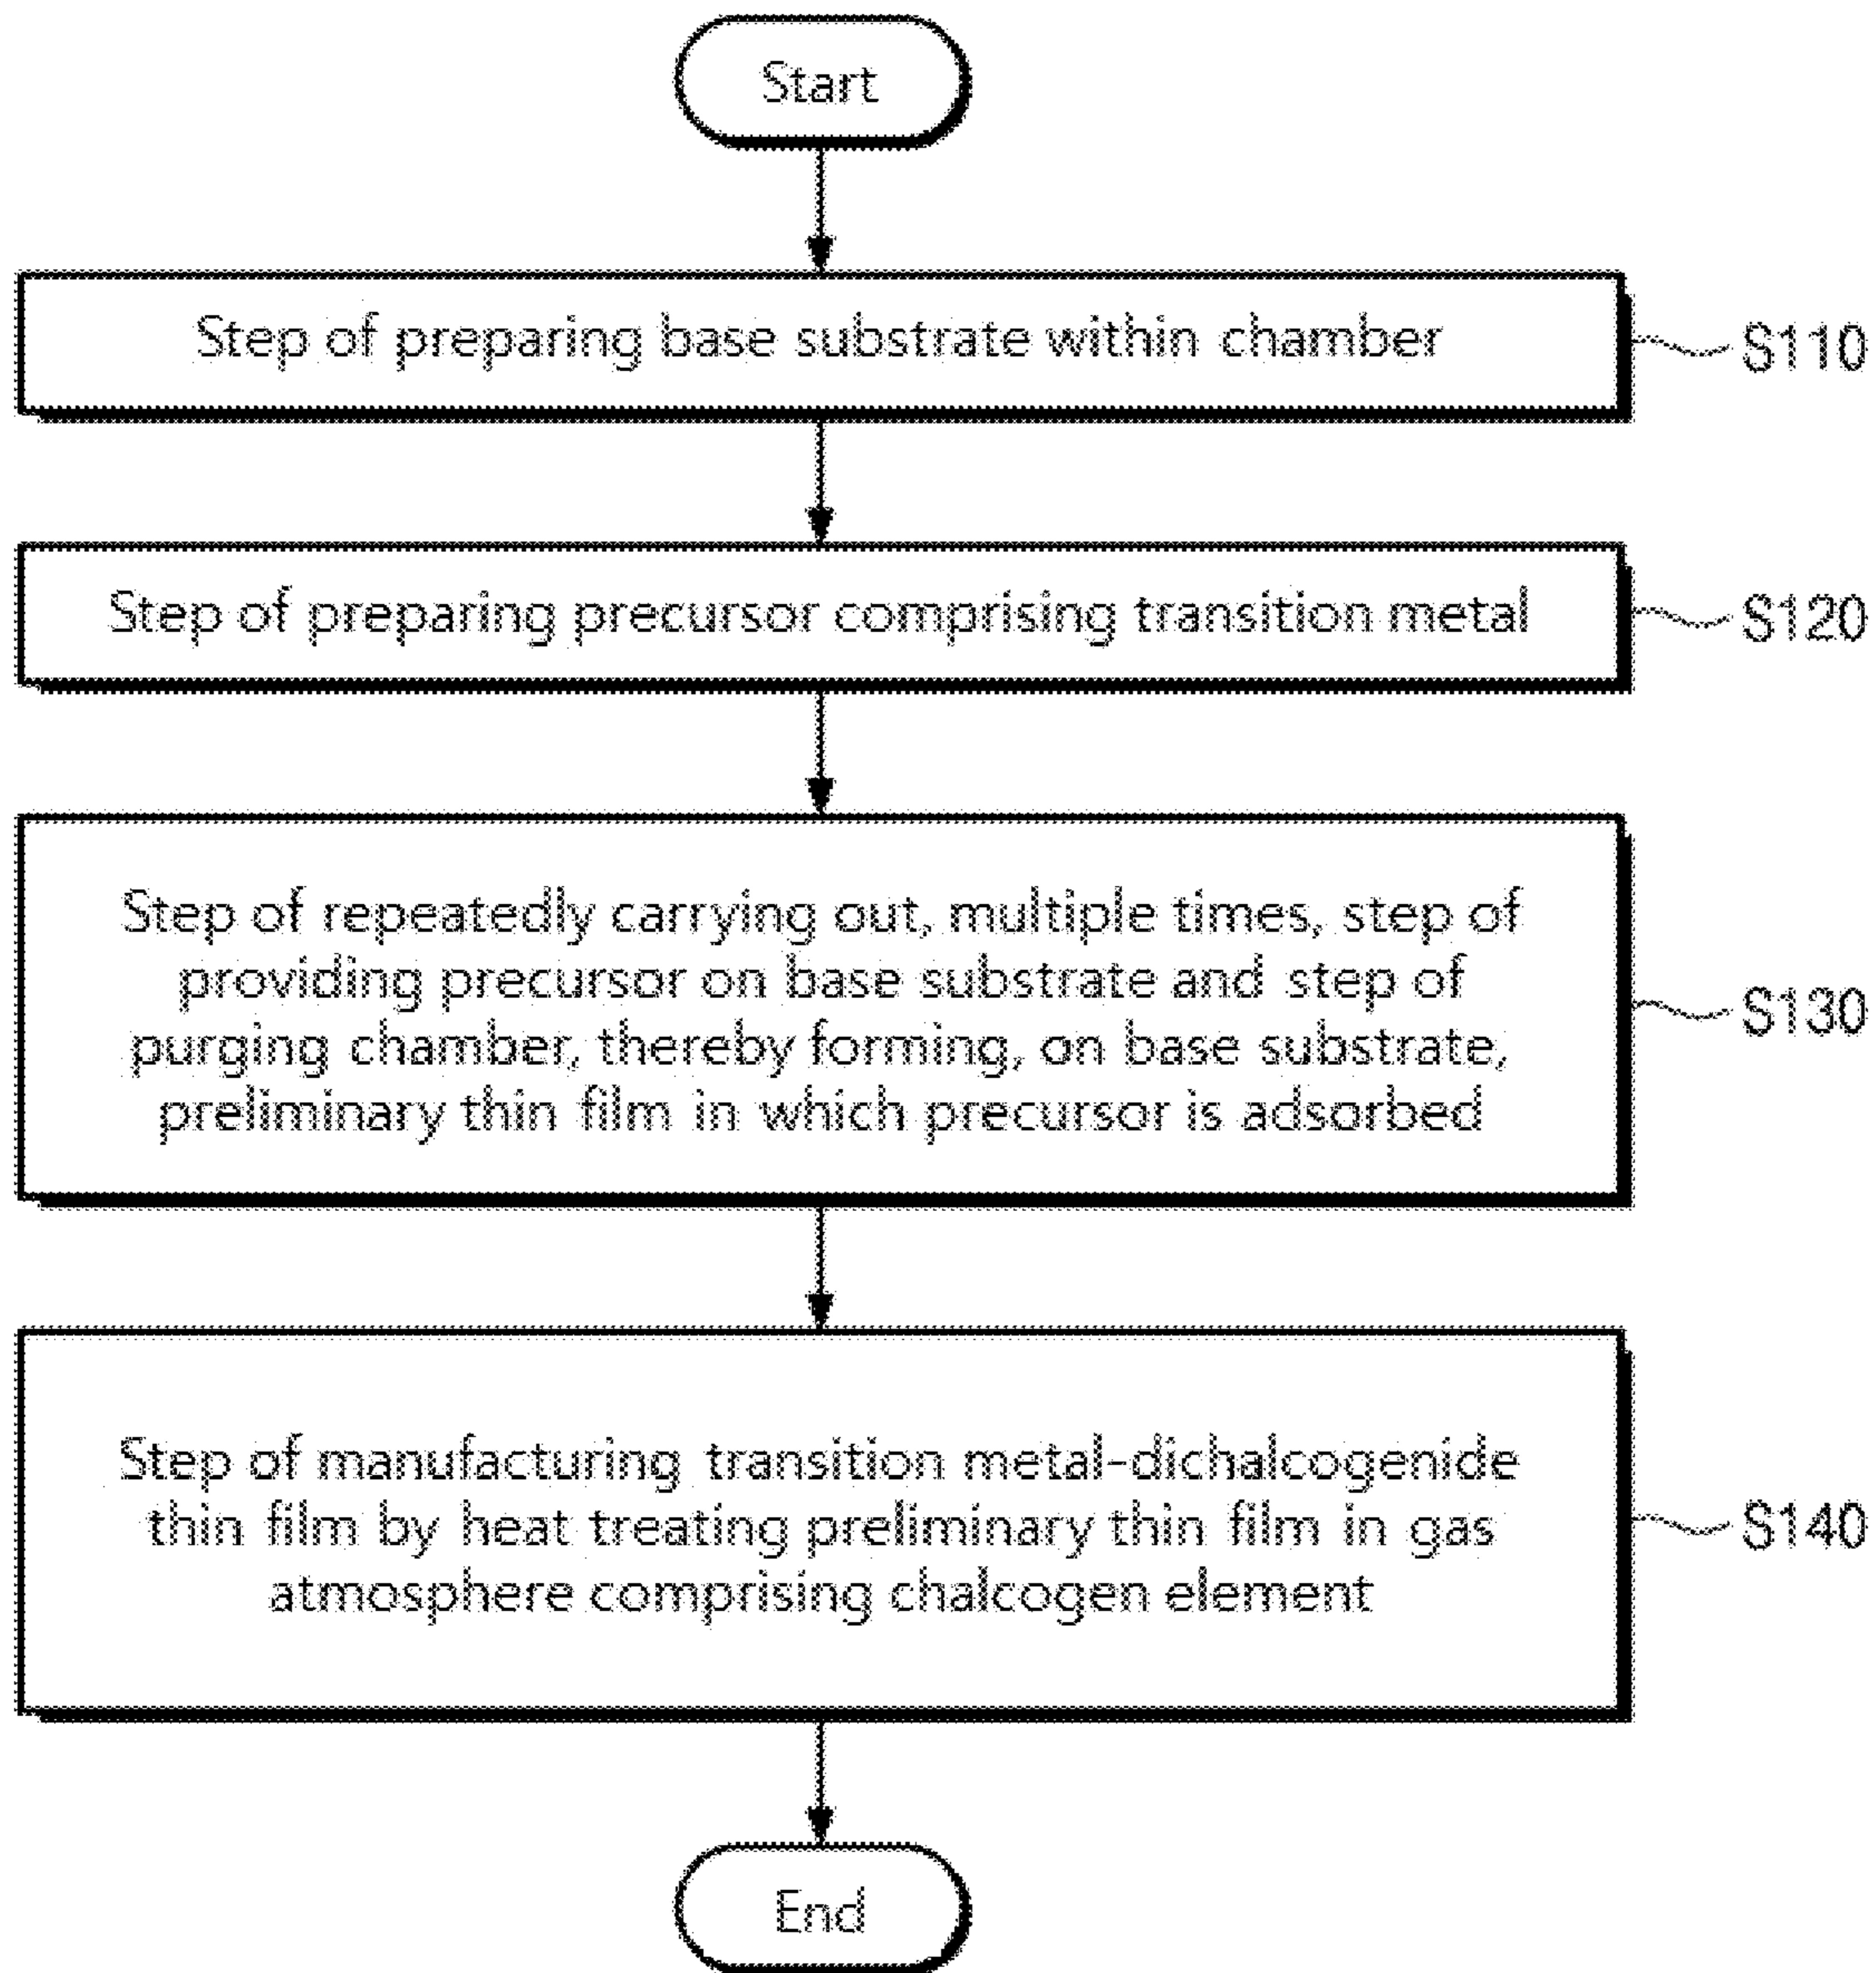 Start
Step of preparing base substrate within chamber
S110
Step of preparing precursor comprising transition metal
S120
Step of repeatedly carrying out, multiple times, step of
providing precursor on base substrate and step of
purging chamber, thereby forming, on base substrate,
preliminary thin film in which precursor is adsorbed
S130
Step of manufacturing transition metal-dichalcogenide
thin film by heat treating preliminary thin film in gas
atmosphere comprising chalcogen element
S140
End